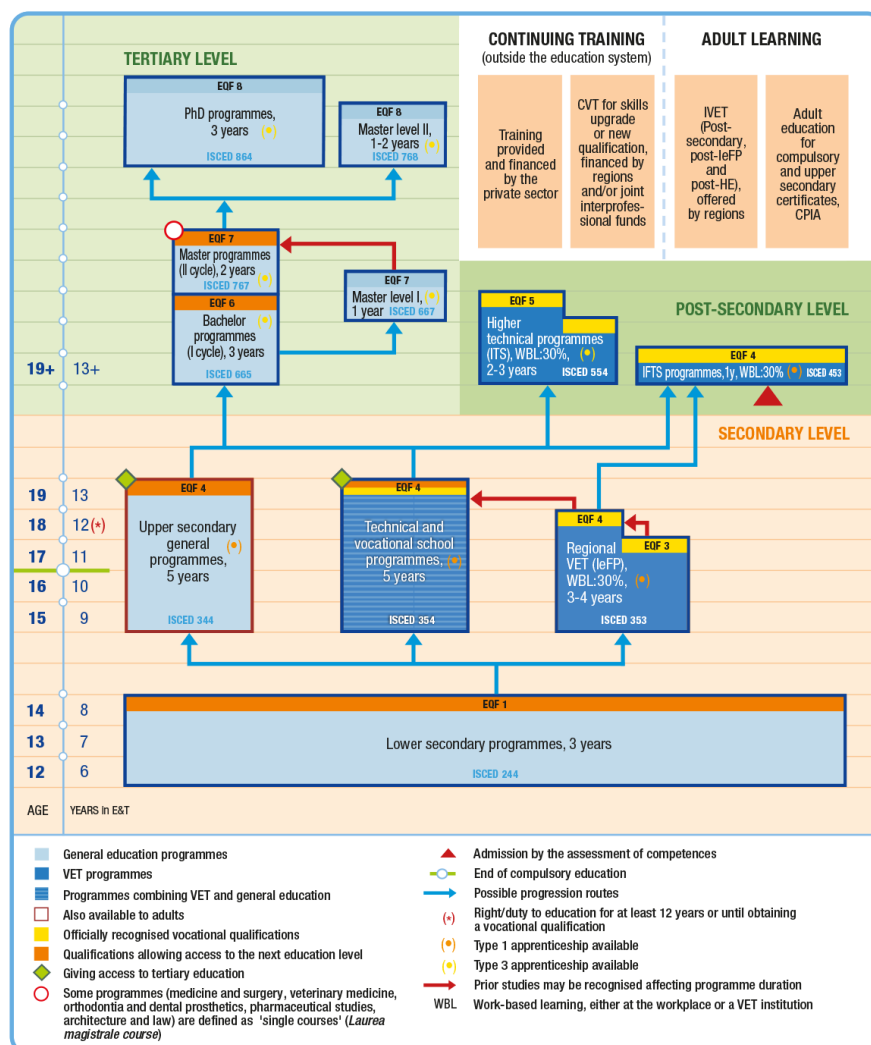 TERTIARY LEVEL
CONTINUING TRAINING
(outside the education system)
ADULT LEARNING
Training
provided
and financed
by the
private sector
CVT for skills
upgrade
or new
qualification,
financed by
regions
and/or joint
interprofes-
sional funds
IVET
(Post-
secondary,
post-IeFP
and
post-HE),
offered
by regions
Adult
education
for
compulsory
and upper
secondary
certificates,
CPIA
EQF 8
PhD programmes,
3 years (•)
ISCED 864
EQF 8
Master level II,
1-2 years (•)
ISCED 768
EQF 7
Master programmes
(II cycle), 2 years
ISCED 767 (•)
EQF 6
Bachelor (•)
programmes
(I cycle), 3 years
ISCED 665
EQF 7
Master level I, (•)
1 year ISCED 667
POST-SECONDARY LEVEL
EQF 5
Higher
technical programmes
(ITS), WBL:30%, (•)
2-3 years ISCED 554
EQF 4
IFTS programmes,1y, WBL:30% (•) ISCED 453
19+ 13+
SECONDARY LEVEL
19 13
18 12(*)
17 11
16 10
15 9
EQF 4
Upper secondary
general (•)
programmes,
5 years
ISCED 344
EQF 4
Technical and
vocational school
programmes, (•)
5 years
ISCED 354
EQF 4
EQF 3
Regional
VET (IeFP),
WBL:30%, (•)
3-4 years
ISCED 353
14 8
13 7
12 6
EQF 1
Lower secondary programmes, 3 years
ISCED 244
AGE YEARS in E&T
General education programmes
VET programmes
Programmes combining VET and general education
Also available to adults
Officially recognised vocational qualifications
Qualifications allowing access to the next education level
Giving access to tertiary education
Some programmes (medicine and surgery, veterinary medicine,
orthodontia and dental prosthetics, pharmaceutical studies,
architecture and law) are defined as 'single courses' (Laurea
magistrale course)
Admission by the assessment of competences
End of compulsory education
Possible progression routes
(*) Right/duty to education for at least 12 years or until obtaining
a vocational qualification
(•) Type 1 apprenticeship available
(•) Type 3 apprenticeship available
Prior studies may be recognised affecting programme duration
WBL Work-based learning, either at the workplace or a VET institution